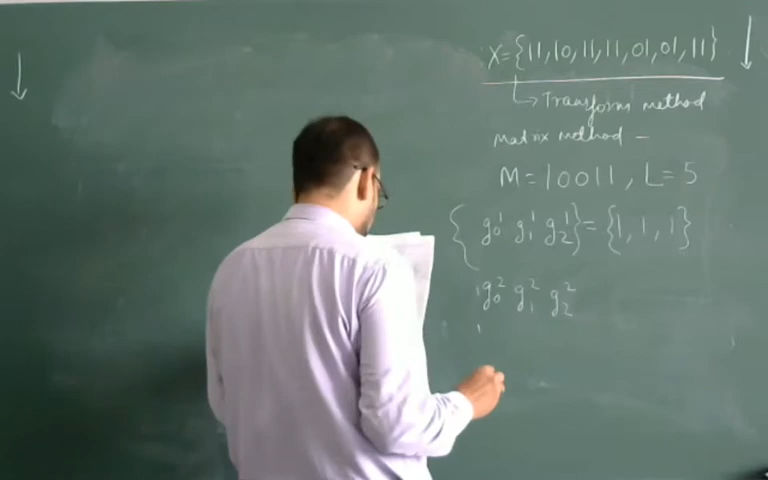 X={11,10,11,11,01,01,11}
↳ Transform method
Matrix method –
M=10011, L=5
{g₀¹ g₁¹ g₂¹}={1, 1, 1}
g₀² g₁² g₂²